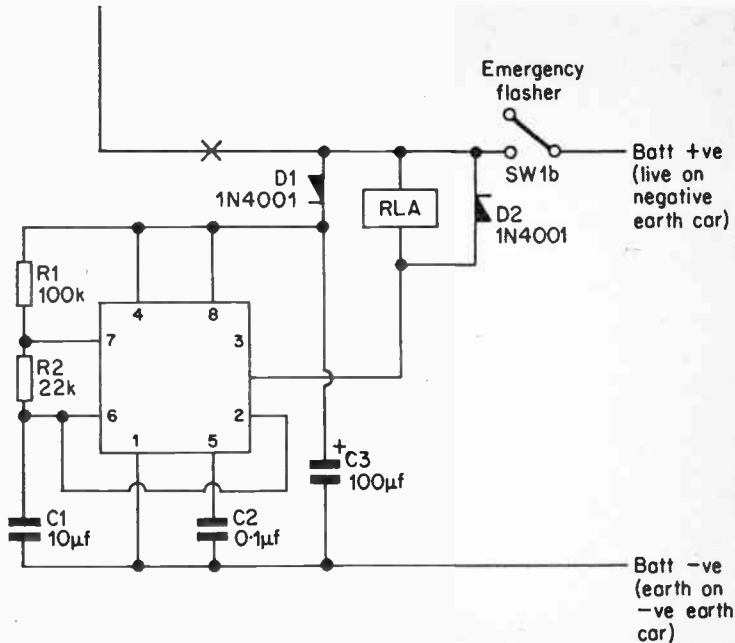 Emergency
flasher
Batt +ve
(live on
negative
earth car)
SW1b
D1
1N4001
RLA
D2
1N4001
R1
100k
4
8
7
3
R2
22k
6
2
1
5
+
C3
100µf
C1
10µf
C2
0·1µf
Batt -ve
(earth on
-ve earth
car)